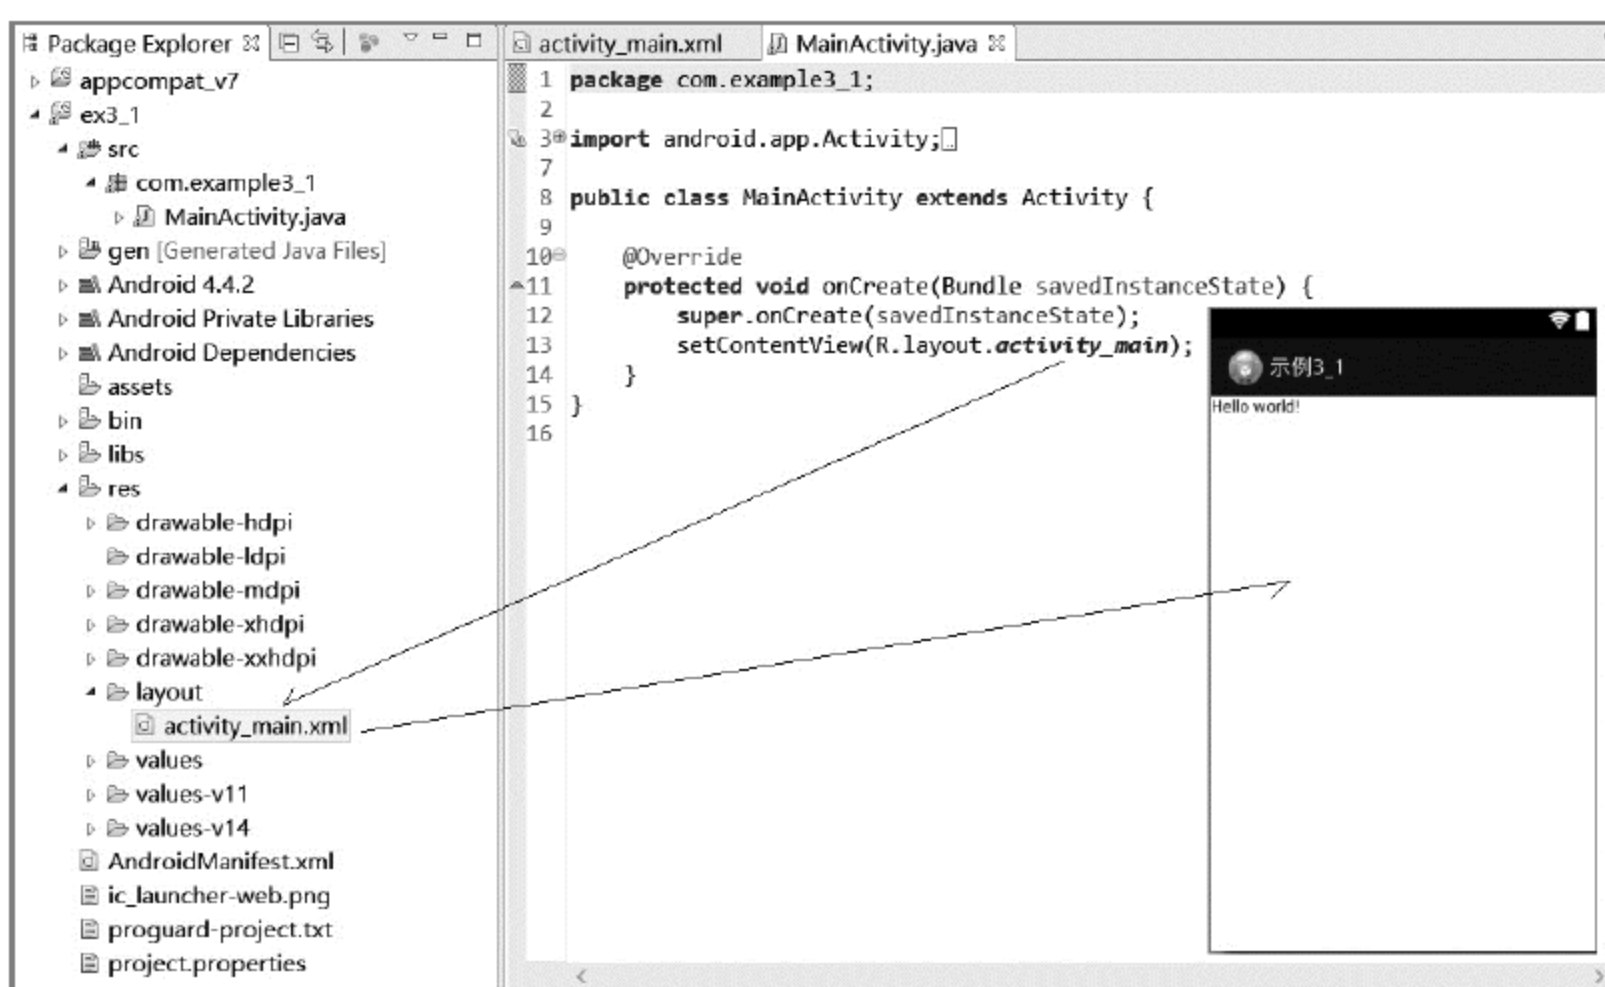 Package Explorer
appcompat_v7
ex3_1
src
com.example3_1
MainActivity.java
gen [Generated Java Files]
Android 4.4.2
Android Private Libraries
Android Dependencies
assets
bin
libs
res
drawable-hdpi
drawable-ldpi
drawable-mdpi
drawable-xhdpi
drawable-xxhdpi
layout
activity_main.xml
values
values-v11
values-v14
AndroidManifest.xml
ic_launcher-web.png
proguard-project.txt
project.properties
activity_main.xml MainActivity.java
1 package com.example3_1;
2
3 import android.app.Activity;
7
8 public class MainActivity extends Activity {
9
10 @Override
11 protected void onCreate(Bundle savedInstanceState) {
12 super.onCreate(savedInstanceState);
13 setContentView(R.layout.activity_main);
14 }
15 }
16
示例3_1
Hello world!